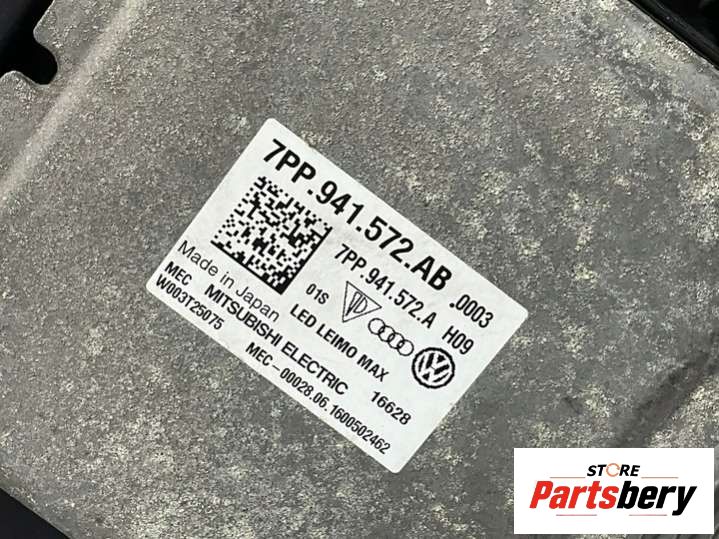 7PP.941.572.AB .0003
7PP.941.572.A H09
01S
Made in Japan
LED LEIMO MAX
MEC MITSUBISHI ELECTRIC 16628
W003T25075
MEC-00028.06.1600502462
STORE
Partsbery